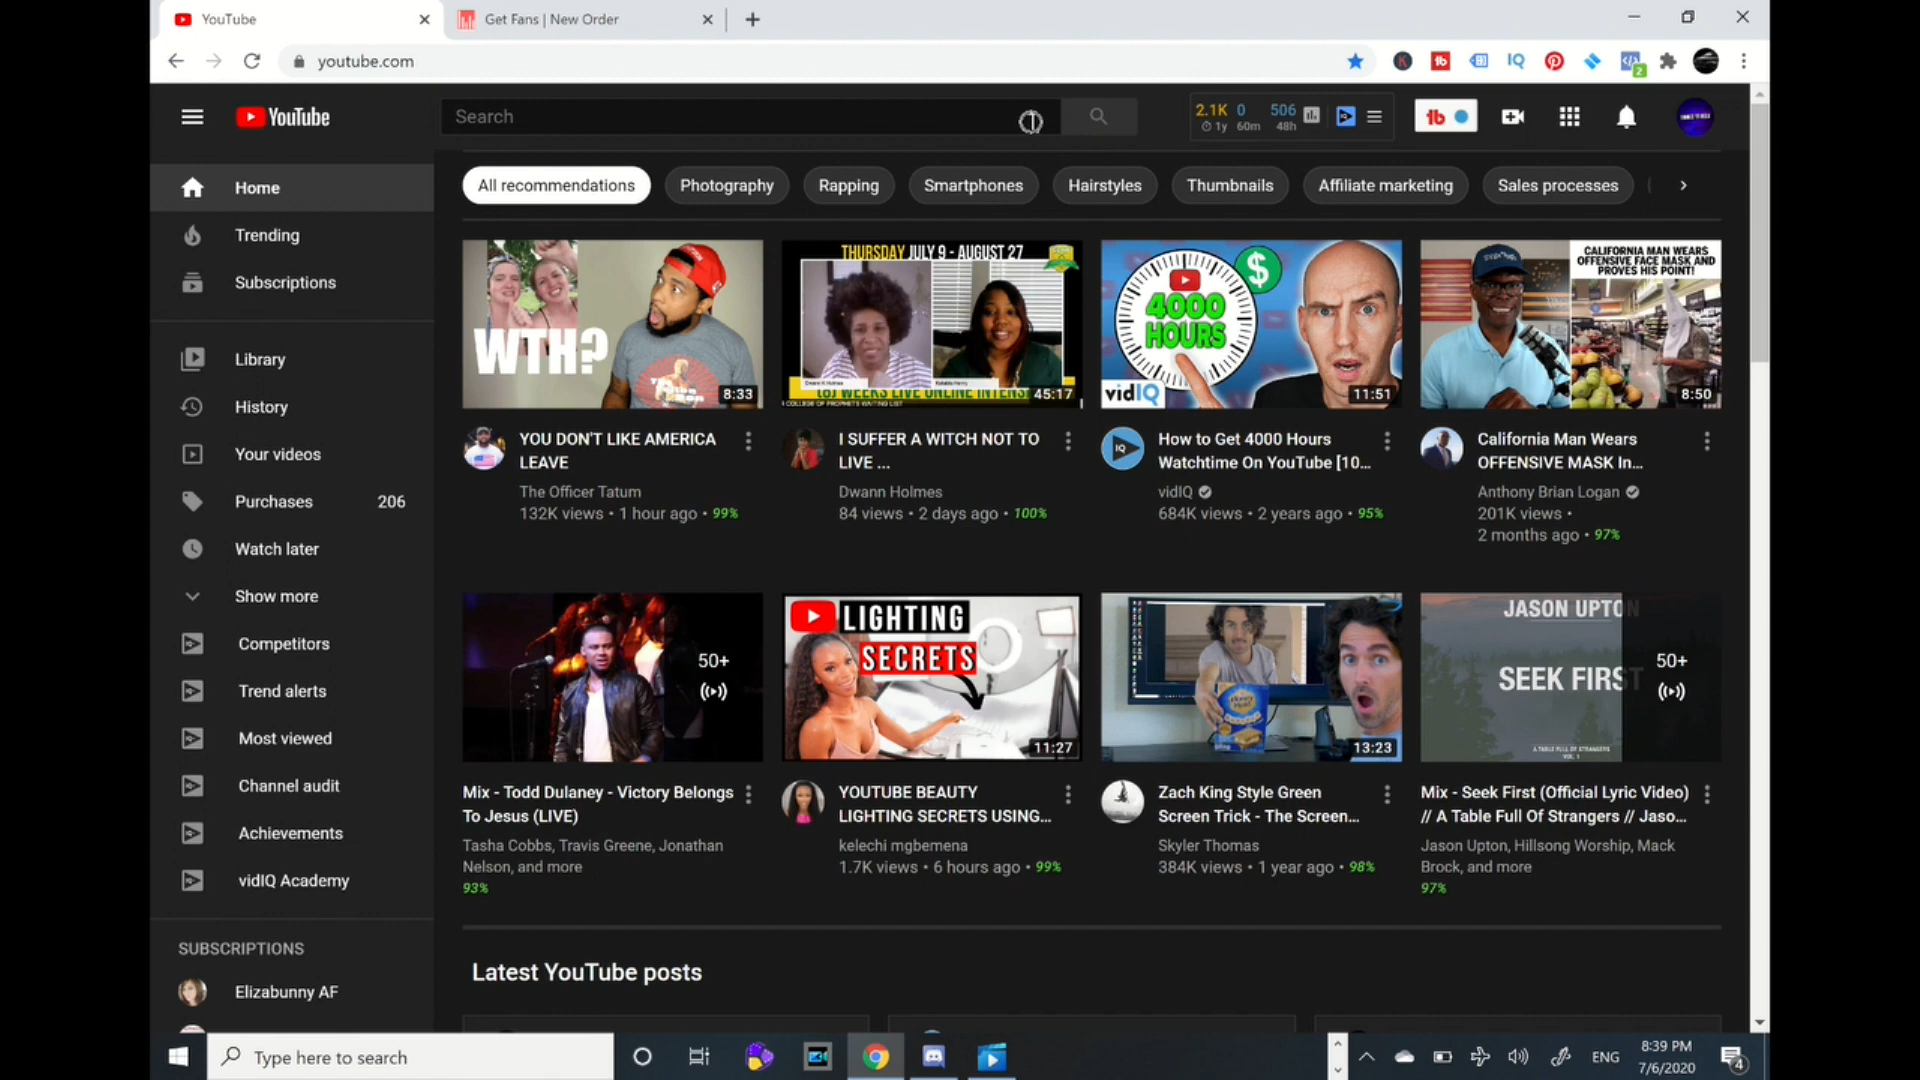 YouTube
Get Fans | New Order
youtube.com
2
YouTube
Search
2.1K 0 506
1y 60m 48h
Home
Trending
Subscriptions
Library
History
Your videos
Purchases 206
Watch later
Show more
Competitors
Trend alerts
Most viewed
Channel audit
Achievements
vidIQ Academy
SUBSCRIPTIONS
Elizabunny AF
All recommendations
Photography
Rapping
Smartphones
Hairstyles
Thumbnails
Affiliate marketing
Sales processes
WTH?
8:33
YOU DON'T LIKE AMERICA
LEAVE
The Officer Tatum
132K views • 1 hour ago • 99%
THURSDAY JULY 9 - AUGUST 27
45:17
I SUFFER A WITCH NOT TO
LIVE ...
Dwann Holmes
84 views • 2 days ago • 100%
4000
HOURS
$
vidIQ
11:51
How to Get 4000 Hours
Watchtime On YouTube [10...
vidIQ
684K views • 2 years ago • 95%
CALIFORNIA MAN WEARS
OFFENSIVE FACE MASK AND
PROVES HIS POINT!
8:50
California Man Wears
OFFENSIVE MASK In...
Anthony Brian Logan
201K views •
2 months ago • 97%
50+
Mix - Todd Dulaney - Victory Belongs
To Jesus (LIVE)
Tasha Cobbs, Travis Greene, Jonathan
Nelson, and more
93%
LIGHTING
SECRETS
11:27
YOUTUBE BEAUTY
LIGHTING SECRETS USING...
kelechi mgbemena
1.7K views • 6 hours ago • 99%
13:23
Zach King Style Green
Screen Trick - The Screen...
Skyler Thomas
384K views • 1 year ago • 98%
JASON UPTON
SEEK FIRST
A TABLE FULL OF STRANGERS
VOL. 1
50+
Mix - Seek First (Official Lyric Video)
// A Table Full Of Strangers // Jaso...
Jason Upton, Hillsong Worship, Mack
Brock, and more
97%
Latest YouTube posts
Type here to search
ENG
8:39 PM
7/6/2020
4